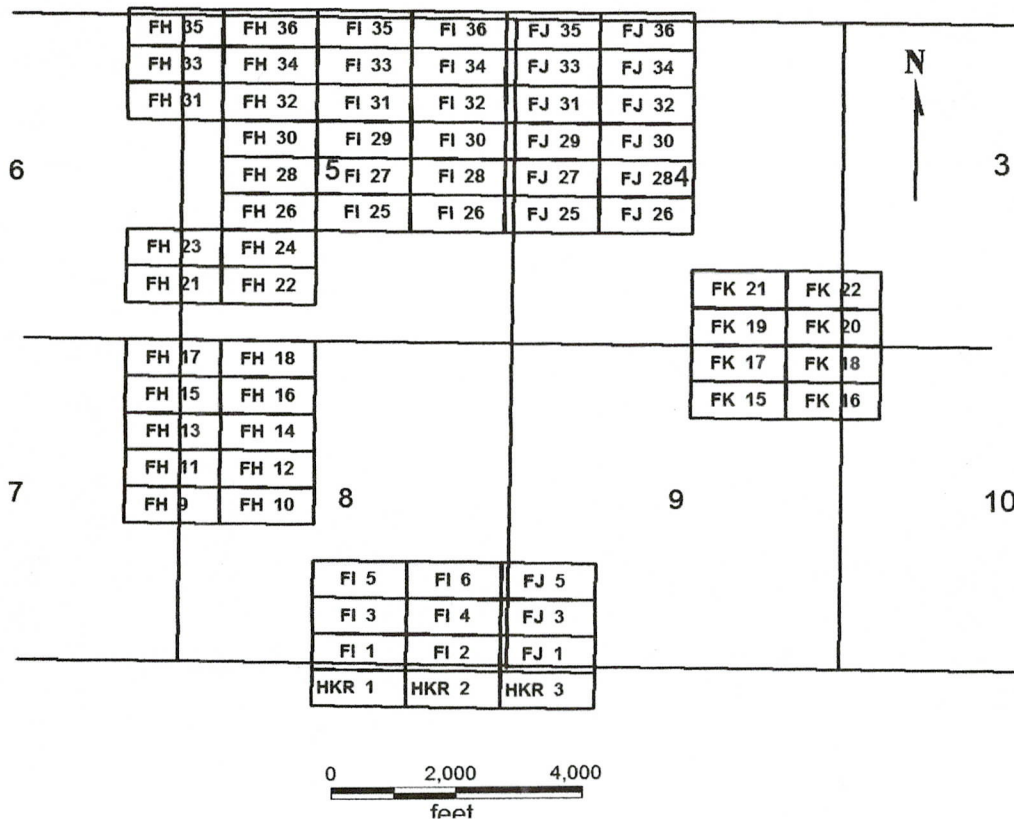 FH 35 FH 36 FI 35 FI 36 FJ 35 FJ 36
N
FH 33 FH 34 FI 33 FI 34 FJ 33 FJ 34
FH 31 FH 32 FI 31 FI 32 FJ 31 FJ 32
FH 30 FI 29 FI 30 FJ 29 FJ 30
6 5 4 3
FH 28 FI 27 FI 28 FJ 27 FJ 28
FH 26 FI 25 FI 26 FJ 25 FJ 26
FH 23 FH 24
FH 21 FH 22 FK 21 FK 22
FK 19 FK 20
FH 17 FH 18 FK 17 FK 18
FH 15 FH 16 FK 15 FK 16
FH 13 FH 14
FH 11 FH 12
7 8 9 10
FH 9 FH 10
FI 5 FI 6 FJ 5
FI 3 FI 4 FJ 3
FI 1 FI 2 FJ 1
HKR 1 HKR 2 HKR 3
0 2,000 4,000
feet